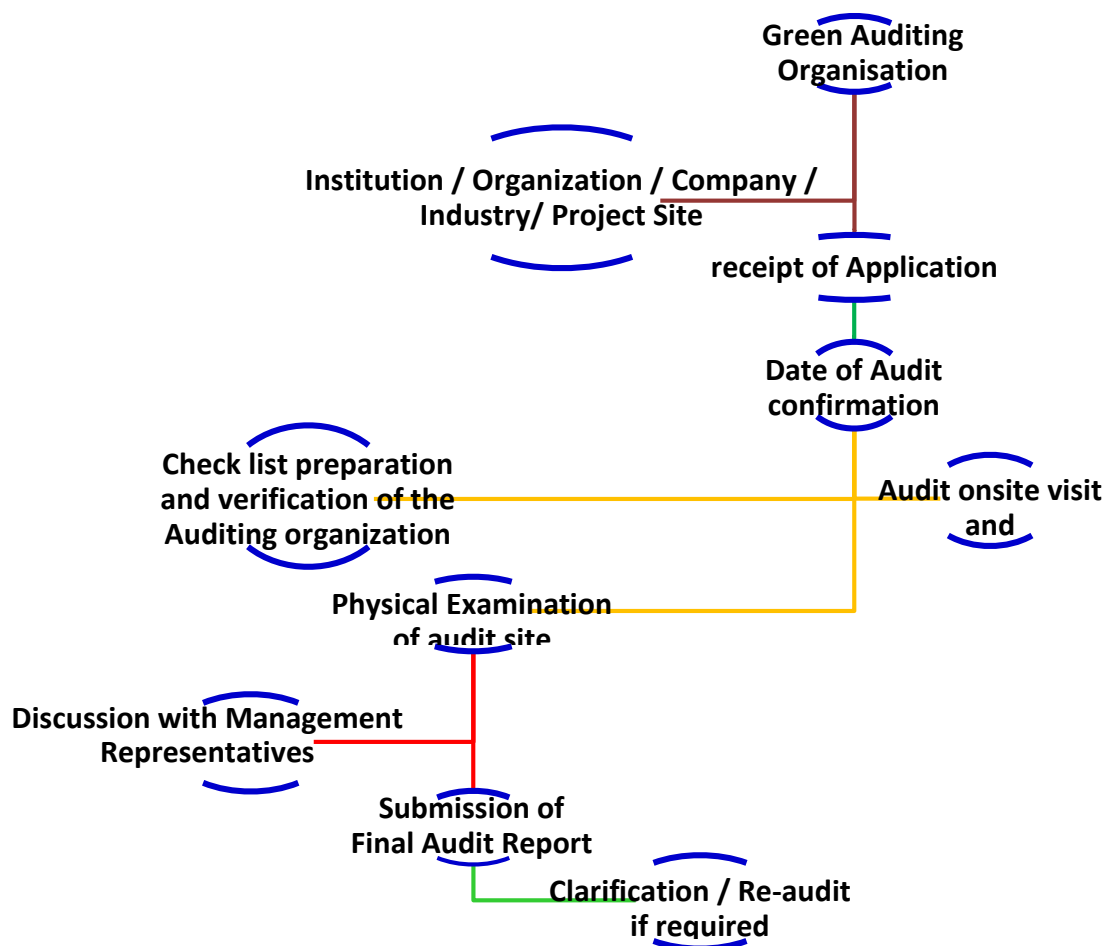 Green Auditing
Organisation
Institution / Organization / Company /
Industry/ Project Site
receipt of Application
Date of Audit
confirmation
Check list preparation
and verification of the
Auditing organization
Audit onsite visit
and
Physical Examination
of audit site
Discussion with Management
Representatives
Submission of
Final Audit Report
Clarification / Re-audit
if required